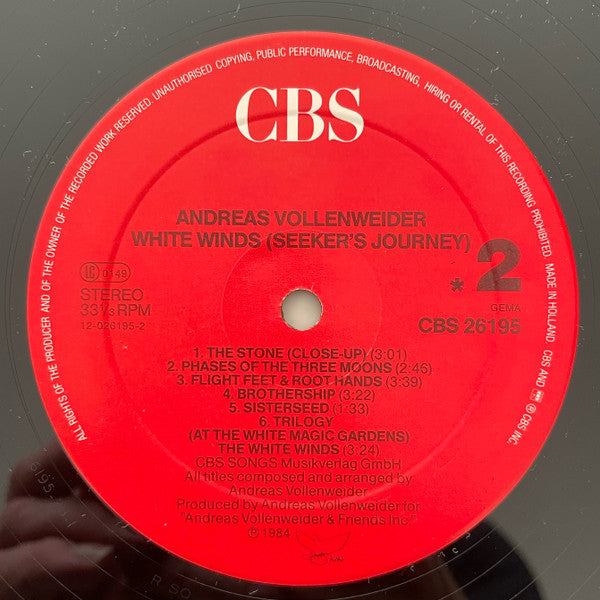 ALL RIGHTS OF THE PRODUCER AND OF THE OWNER OF THE RECORDED WORK RESERVED. UNAUTHORISED COPYING, PUBLIC PERFORMANCE, BROADCASTING, HIRING OR RENTAL OF THIS RECORDING PROHIBITED. MADE IN HOLLAND. CBS AND ℗ CBS INC.
CBS
ANDREAS VOLLENWEIDER
WHITE WINDS (SEEKER'S JOURNEY)
LC 0149
STEREO
33⅓ RPM
12-026195-2
* 2
GEMA
CBS 26195
1. THE STONE (CLOSE-UP) (3:01)
2. PHASES OF THE THREE MOONS (2:46)
3. FLIGHT FEET & ROOT HANDS (3:39)
4. BROTHERSHIP (3:22)
5. SISTERSEED (1:33)
6. TRILOGY
(AT THE WHITE MAGIC GARDENS)
THE WHITE WINDS (3:24)
CBS SONGS Musikverlag GmbH
All titles composed and arranged by
Andreas Vollenweider
Produced by Andreas Vollenweider for
"Andreas Vollenweider & Friends Inc."
℗ 1984